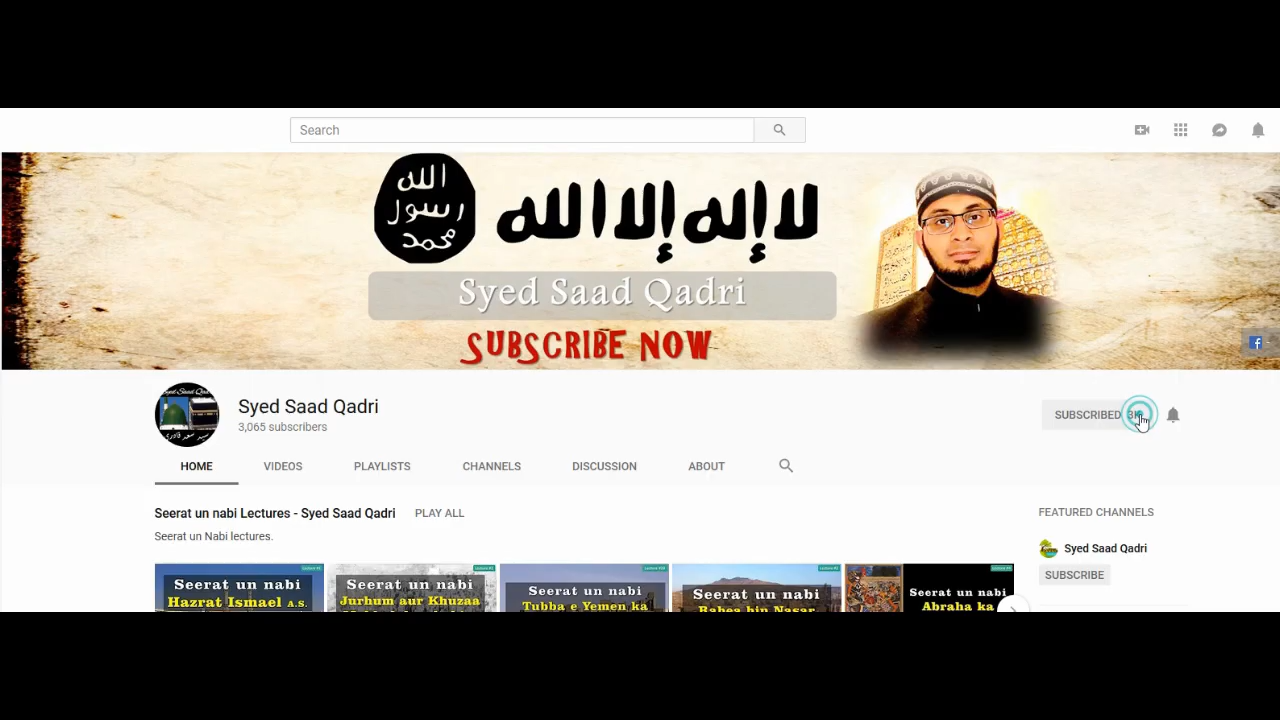 Search
الله
رسول
محمد
لا إله إلا الله
Syed Saad Qadri
SUBSCRIBE NOW
Syed Saad Qadri
3,065 subscribers
SUBSCRIBED
HOME
VIDEOS
PLAYLISTS
CHANNELS
DISCUSSION
ABOUT
Seerat un nabi Lectures - Syed Saad Qadri
PLAY ALL
Seerat un Nabi lectures.
FEATURED CHANNELS
Syed Saad Qadri
SUBSCRIBE
Seerat un nabi
Hazrat Ismael A.S.
Seerat un nabi
Jurhum aur Khuzaa
Seerat un nabi
Tubba e Yemen ka
Seerat un nabi
Rabea bin Nasar
Seerat un nabi
Abraha ka